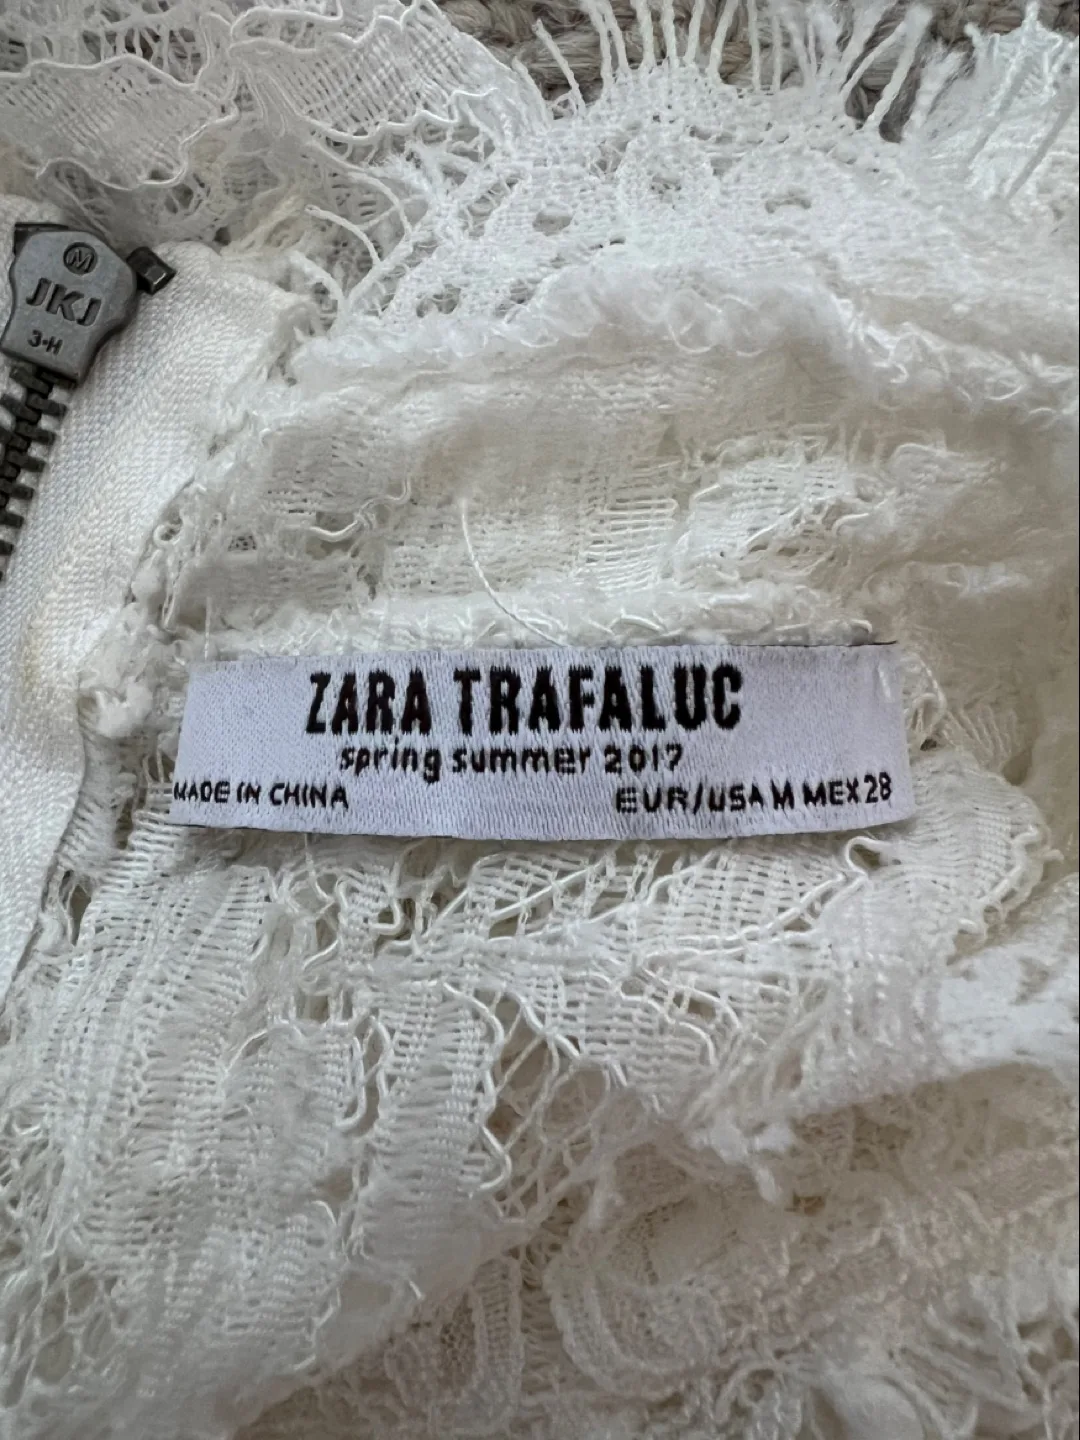 M
JKJ
3-H
ZARA TRAFALUC
spring summer 2017
MADE IN CHINA EUR/USA M MEX 28